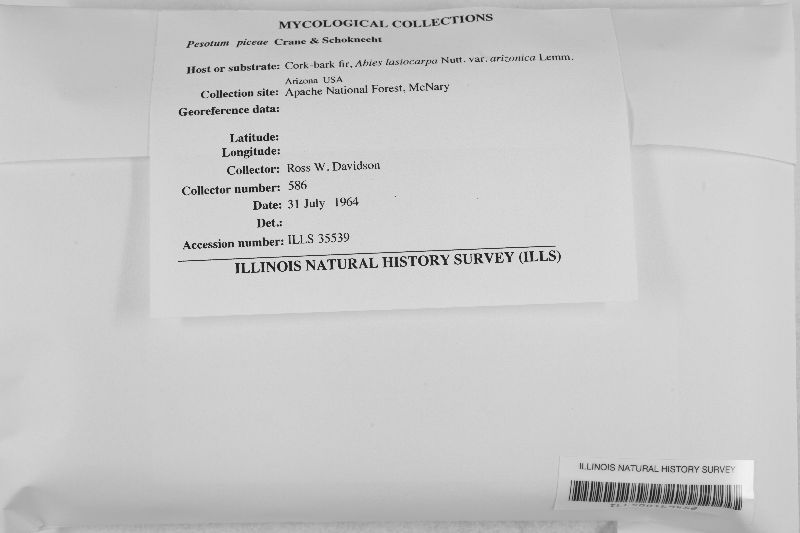 MYCOLOGICAL COLLECTIONS
Pesotum piceae Crane & Schoknecht
Host or substrate: Cork-bark fir, Abies lasiocarpa Nutt. var. arizonica Lemm.
Arizona USA
Collection site: Apache National Forest, McNary
Georeference data:
Latitude:
Longitude:
Collector: Ross W. Davidson
Collector number: 586
Date: 31 July 1964
Det.:
Accession number: ILLS 35539
ILLINOIS NATURAL HISTORY SURVEY (ILLS)
ILLINOIS NATURAL HISTORY SURVEY